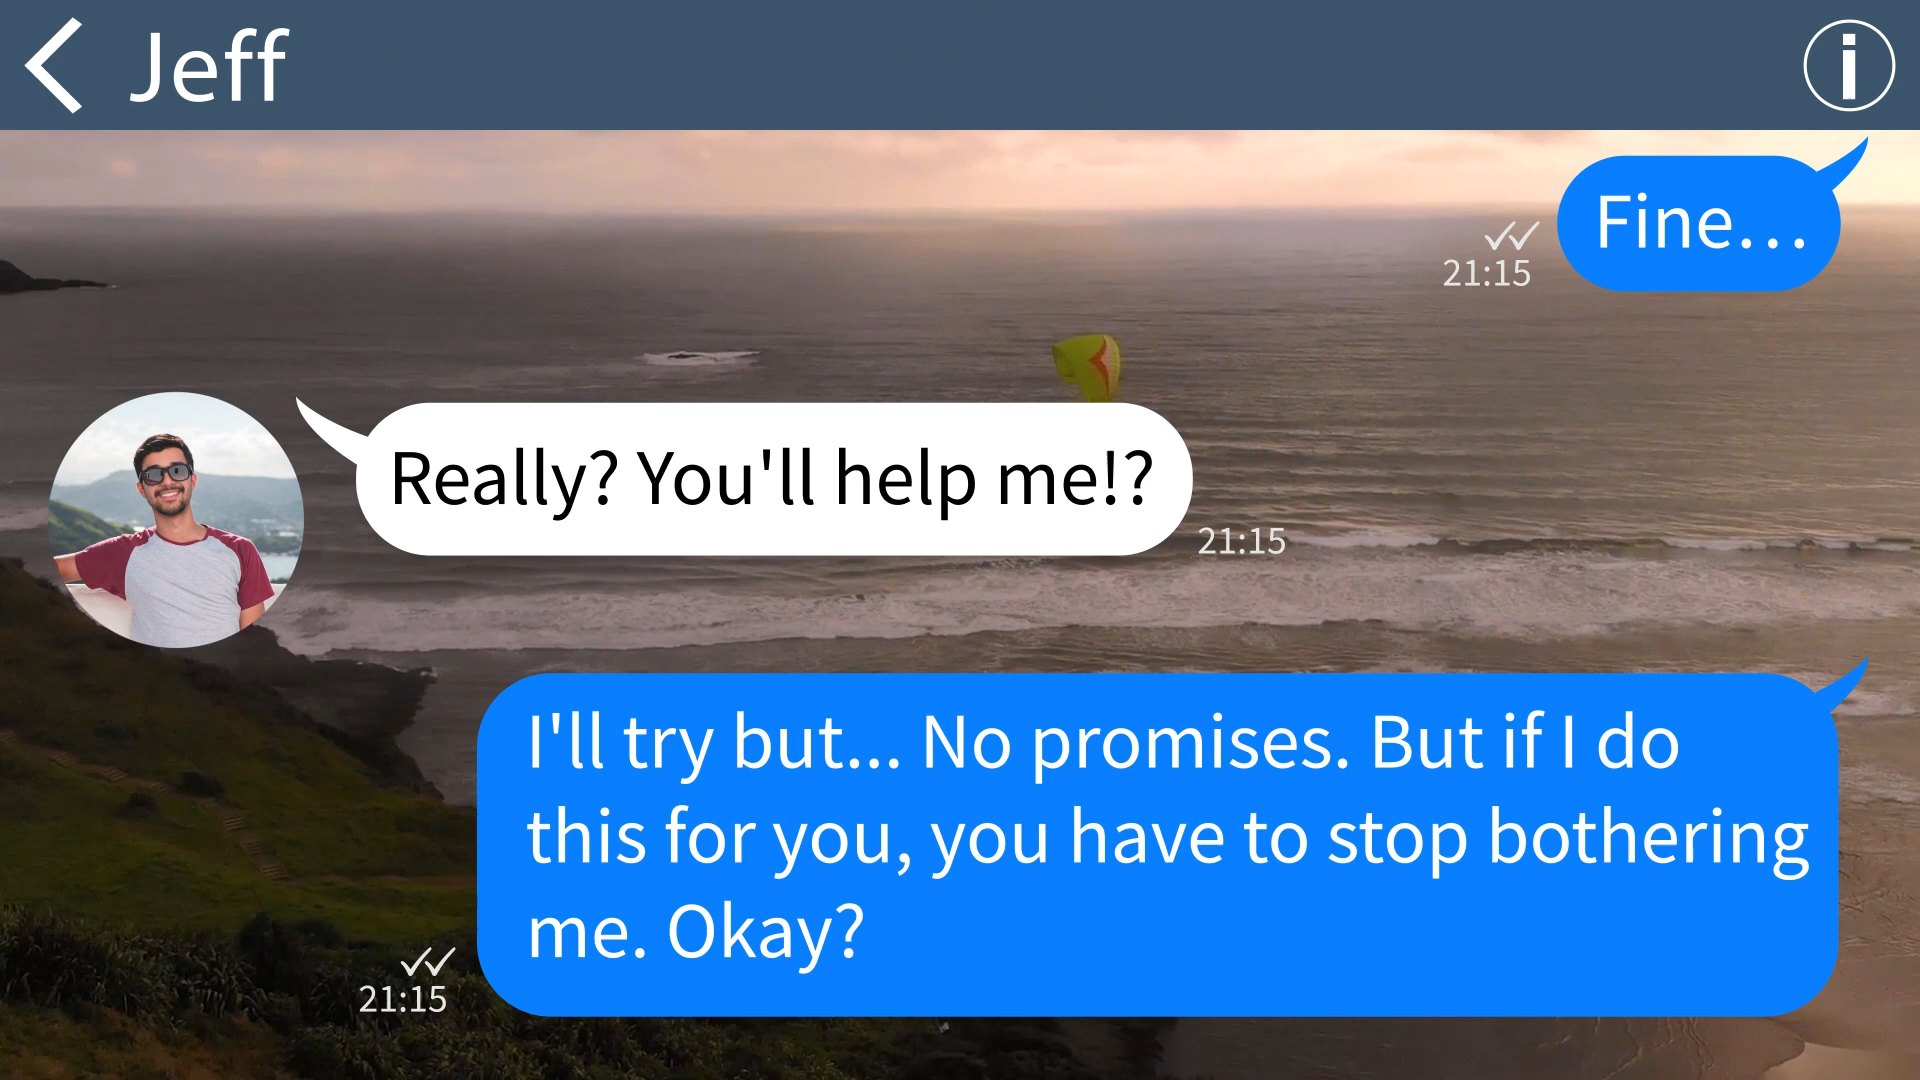 Jeff
Fine...
21:15
Really? You'll help me!?
21:15
I'll try but... No promises. But if I do
this for you, you have to stop bothering
me. Okay?
21:15